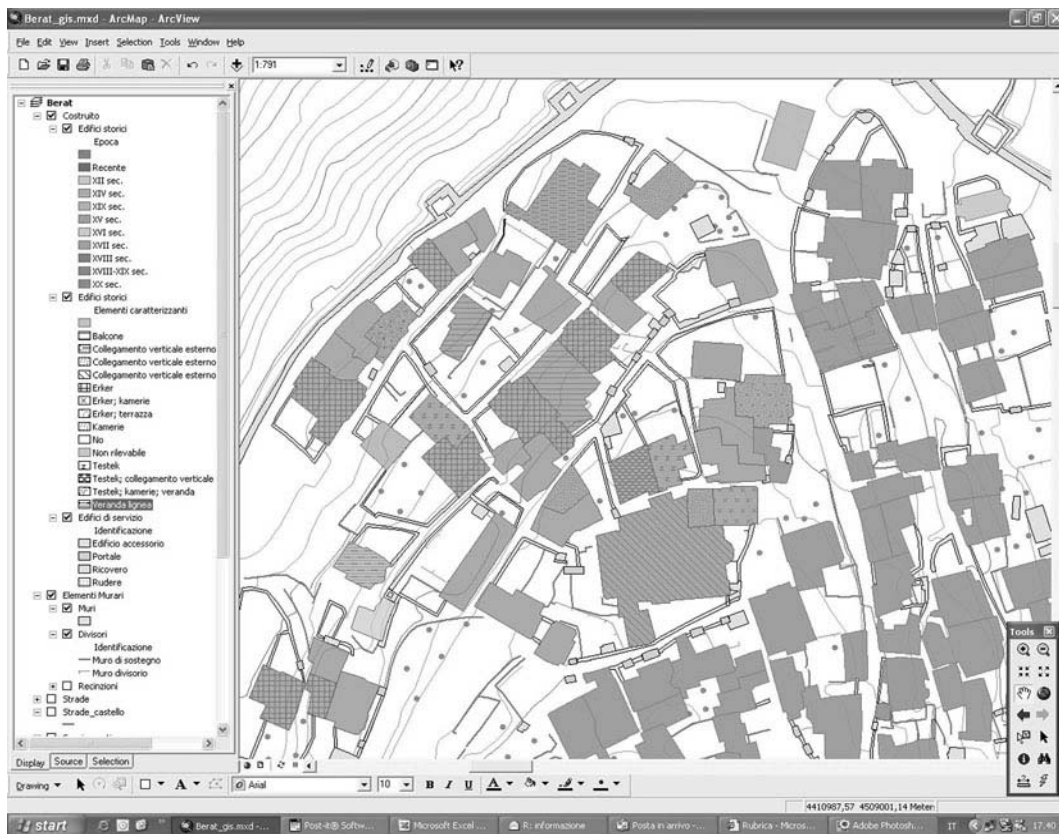 Berat_gis.mxd - ArcMap - ArcView
File Edit View Insert Selection Tools Window Help
1:791
Berat
Costruito
Edifici storici
Epoca
Recente
XII sec.
XIV sec.
XIX sec.
XV sec.
XVI sec.
XVII sec.
XVIII sec.
XVIII-XIX sec.
XX sec.
Edifici storici
Elementi caratterizzanti
Balcone
Collegamento verticale esterno
Collegamento verticale esterno
Collegamento verticale esterno
Erker
Erker; kamerie
Erker; terrazza
Kamerie
No
Non rilevabile
Testek
Testek; collegamento verticale
Testek; kamerie; veranda
Veranda lignea
Edifici di servizio
Identificazione
Edificio accessorio
Portale
Ricovero
Rudere
Elementi Murari
Muri
Divisori
Identificazione
Muro di sostegno
Muro divisorio
Recinzioni
Strade
Strade_castello
Display Source Selection
Tools
Drawing A Arial 10 B I U A
4410987,57 4509001,14 Meter
start Berat_gis.mxd -... Post-it® Softw... Microsoft Excel ... R: informazione Posta in arrivo -... Rubrica - Micros... Adobe Photosh... IT